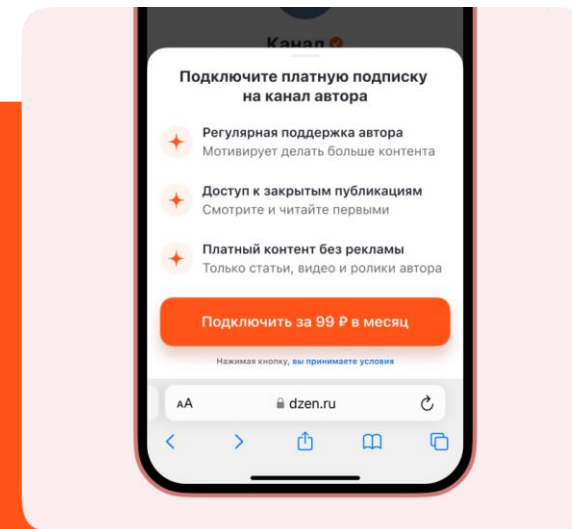 Канал
Подключите платную подписку
на канал автора
Регулярная поддержка автора
Мотивирует делать больше контента
Доступ к закрытым публикациям
Смотрите и читайте первыми
Платный контент без рекламы
Только статьи, видео и ролики автора
Подключить за 99 ₽ в месяц
Нажимая кнопку, вы принимаете условия
AA dzen.ru